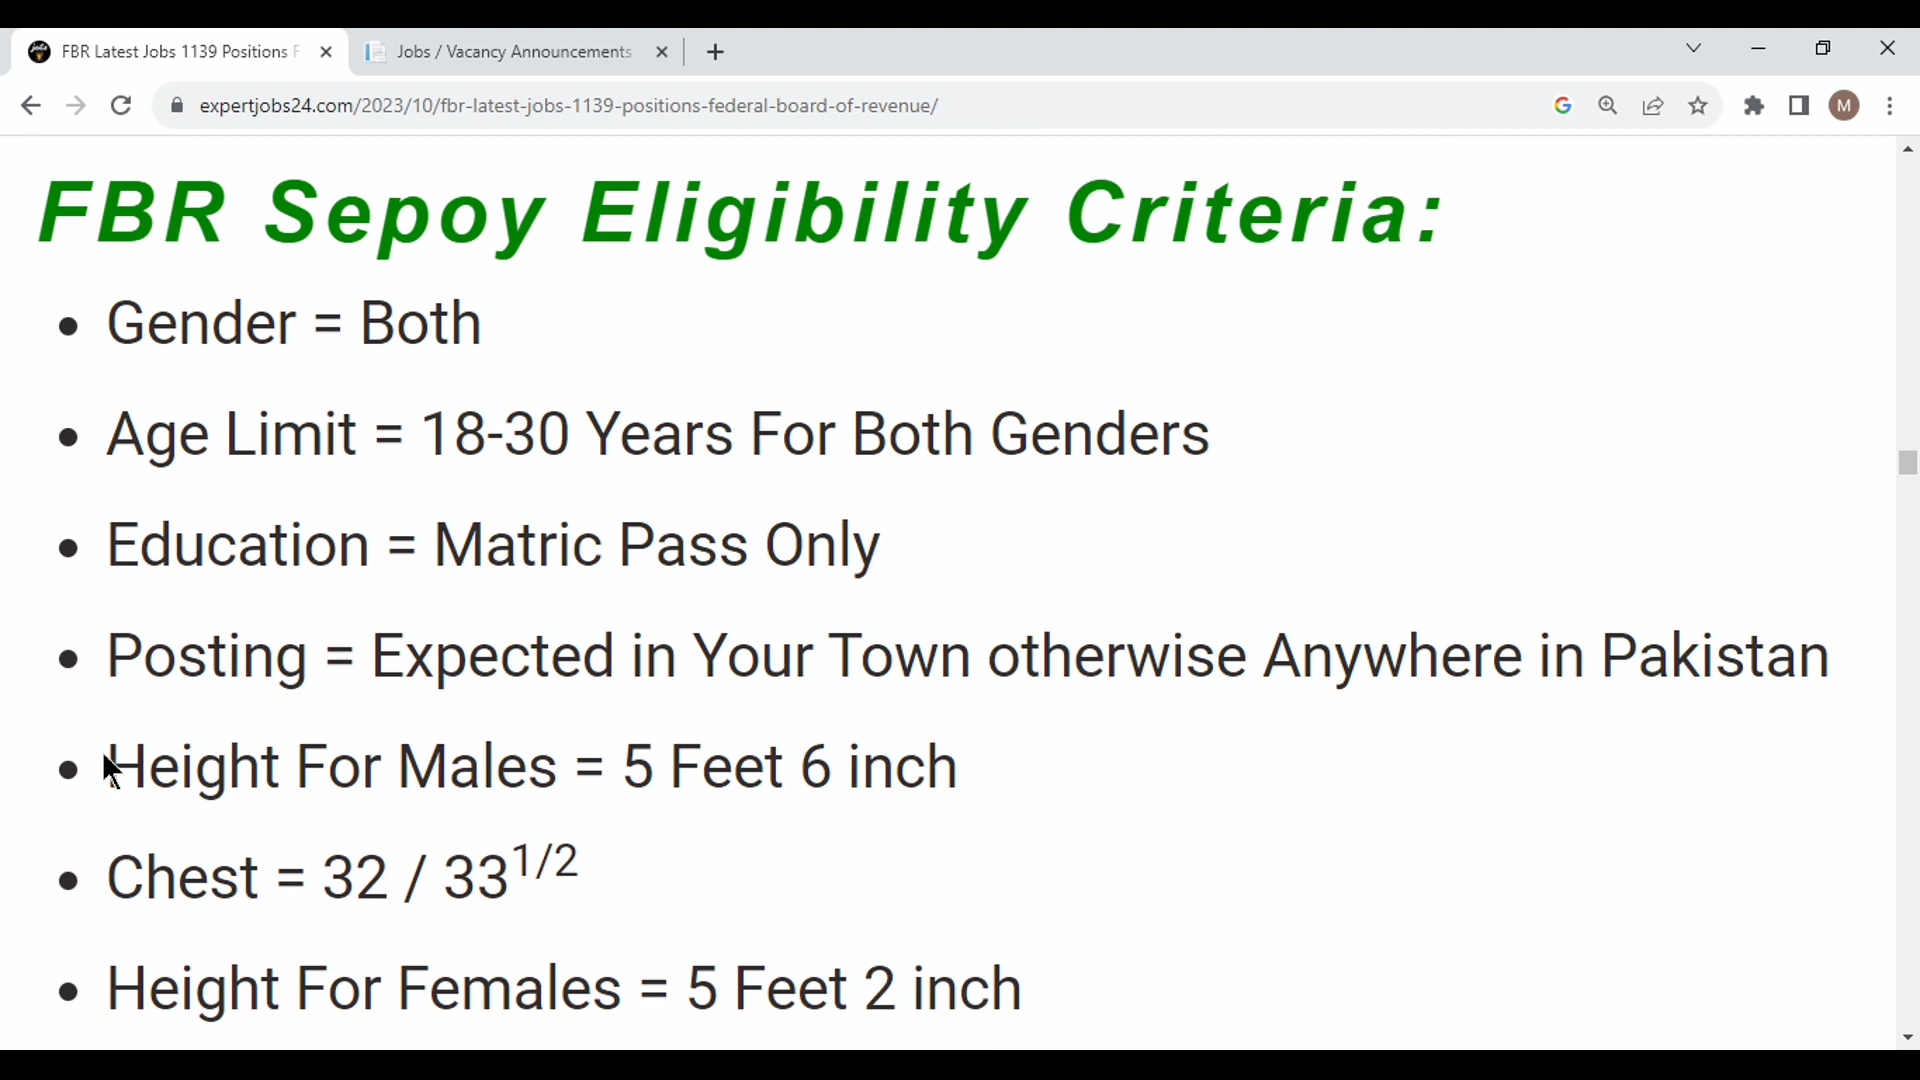 FBR Latest Jobs 1139 Positions F
Jobs / Vacancy Announcements
expertjobs24.com/2023/10/fbr-latest-jobs-1139-positions-federal-board-of-revenue/
M
FBR Sepoy Eligibility Criteria:
• Gender = Both
• Age Limit = 18-30 Years For Both Genders
• Education = Matric Pass Only
• Posting = Expected in Your Town otherwise Anywhere in Pakistan
• Height For Males = 5 Feet 6 inch
• Chest = 32 / 33^1/2
• Height For Females = 5 Feet 2 inch